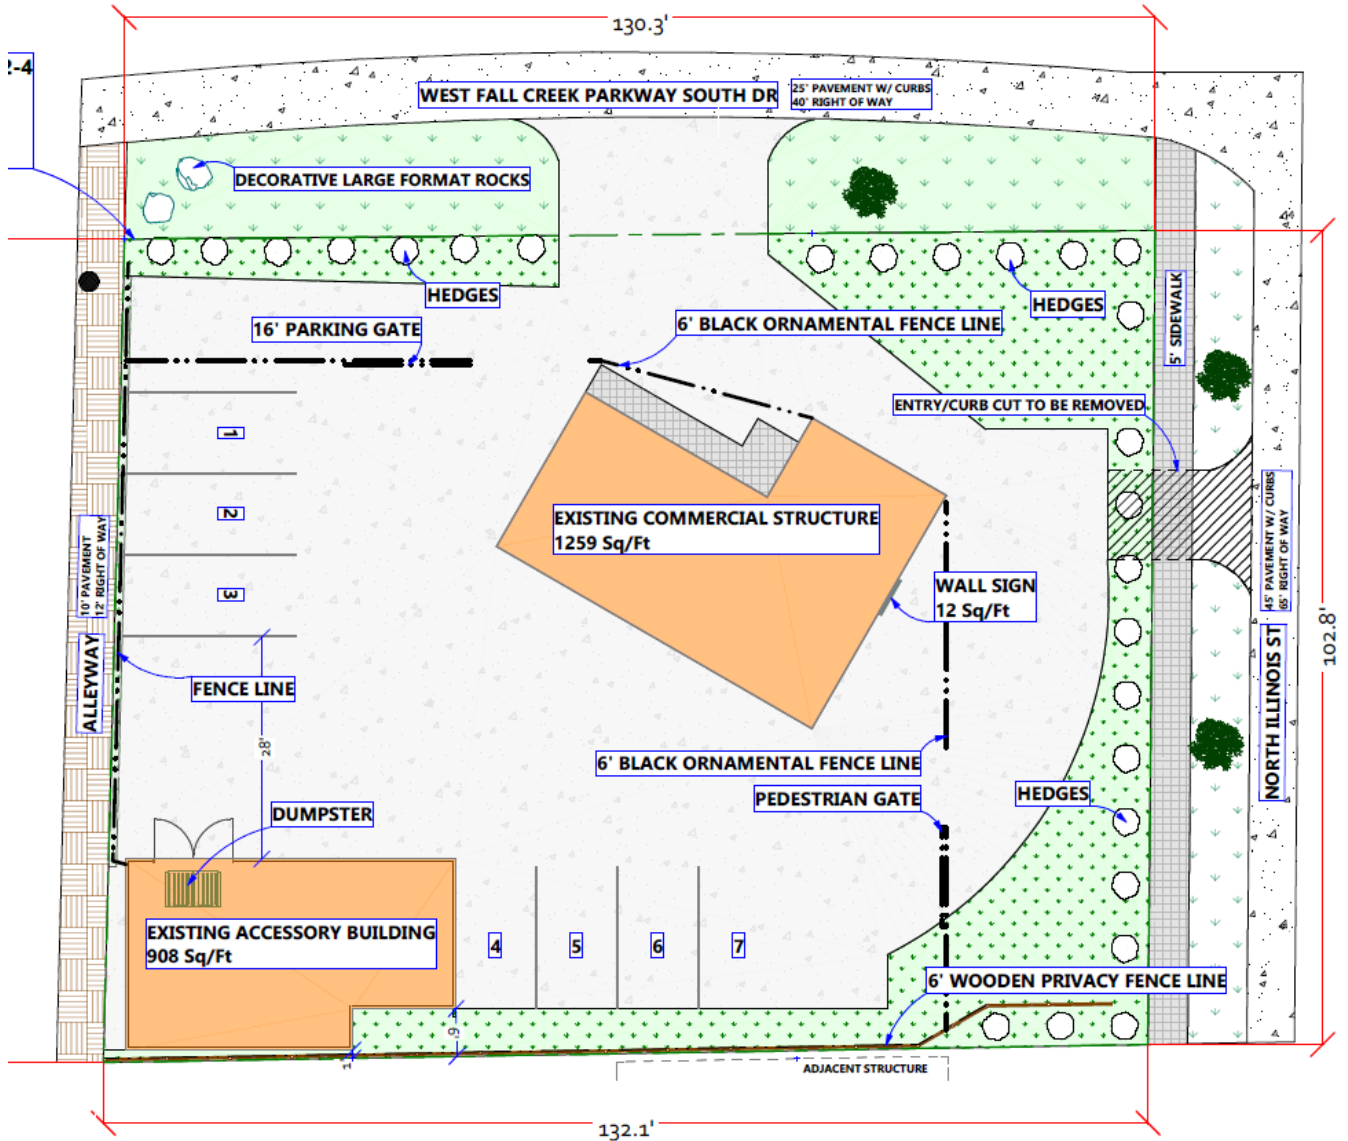 130.3'
2-4
WEST FALL CREEK PARKWAY SOUTH DR
25' PAVEMENT W/ CURBS
40' RIGHT OF WAY
DECORATIVE LARGE FORMAT ROCKS
HEDGES
HEDGES
5' SIDEWALK
16' PARKING GATE
6' BLACK ORNAMENTAL FENCE LINE
ENTRY/CURB CUT TO BE REMOVED
1
2
3
EXISTING COMMERCIAL STRUCTURE
1259 Sq/Ft
10' PAVEMENT
12' RIGHT OF WAY
45' PAVEMENT W/ CURBS
65' RIGHT OF WAY
WALL SIGN
12 Sq/Ft
102.8'
ALLEYWAY
NORTH ILLINOIS ST
FENCE LINE
28'
6' BLACK ORNAMENTAL FENCE LINE
PEDESTRIAN GATE
HEDGES
DUMPSTER
EXISTING ACCESSORY BUILDING
908 Sq/Ft
4
5
6
7
6' WOODEN PRIVACY FENCE LINE
6'
1'
ADJACENT STRUCTURE
132.1'